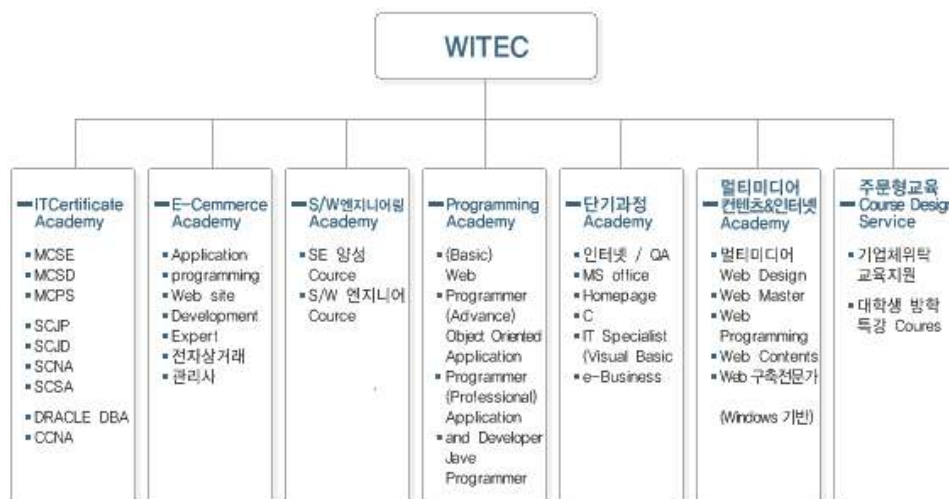 WITEC
ITCertificate
Academy
MCSE
MCSD
MCPS
SCJP
SCJD
SCNA
SCSA
DRACLE DBA
CCNA
E-Cemmerce
Academy
Application
programming
Web site
Development
Expert
전자상거래
관리사
S/W엔지니어링
Academy
SE 양성
Cource
S/W 엔지니어
Cource
Programming
Academy
(Basic)
Web
Programmer
(Advance)
Object Oriented
Application
Programmer
(Professional)
Application
and Developer
Jave
Programmer
단기과정
Academy
인터넷 / QA
MS office
Homepage
C
IT Specialist
(Visual Basic
e-Business
멀티미디어
컨텐츠&인터넷
Academy
멀티미디어
Web Design
Web Master
Web
Programming
Web Contents
Web 구축전문가
(Windows 기반)
주문형교육
Course Design
Service
기업체위탁
교육지원
대학생 방학
특강 Coures